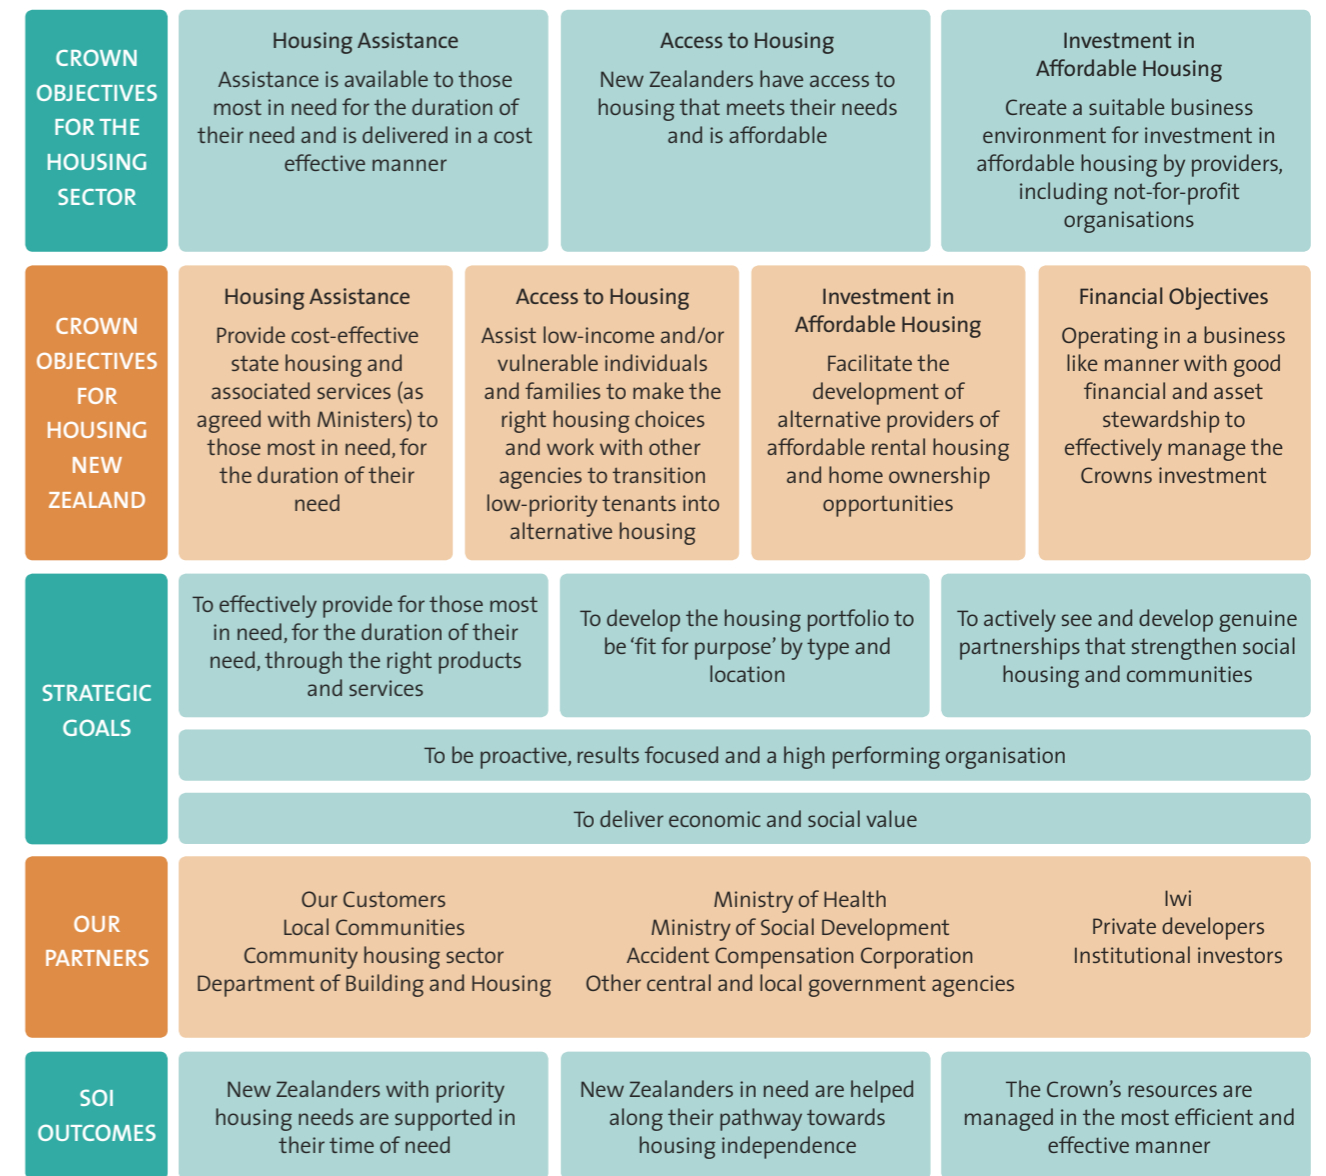 CROWN
OBJECTIVES
FOR THE
HOUSING
SECTOR
Housing Assistance
Assistance is available to those
most in need for the duration of
their need and is delivered in a cost
effective manner
Access to Housing
New Zealanders have access to
housing that meets their needs
and is affordable
Investment in
Affordable Housing
Create a suitable business
environment for investment in
affordable housing by providers,
including not-for-profit
organisations
CROWN
OBJECTIVES
FOR
HOUSING
NEW
ZEALAND
Housing Assistance
Provide cost-effective
state housing and
associated services (as
agreed with Ministers) to
those most in need, for
the duration of their
need
Access to Housing
Assist low-income and/or
vulnerable individuals
and families to make the
right housing choices
and work with other
agencies to transition
low-priority tenants into
alternative housing
Investment in
Affordable Housing
Facilitate the
development of
alternative providers of
affordable rental housing
and home ownership
opportunities
Financial Objectives
Operating in a business
like manner with good
financial and asset
stewardship to
effectively manage the
Crowns investment
STRATEGIC
GOALS
To effectively provide for those most
in need, for the duration of their
need, through the right products
and services
To develop the housing portfolio to
be ‘fit for purpose’ by type and
location
To actively see and develop genuine
partnerships that strengthen social
housing and communities
To be proactive, results focused and a high performing organisation
To deliver economic and social value
OUR
PARTNERS
Our Customers
Local Communities
Community housing sector
Department of Building and Housing
Ministry of Health
Ministry of Social Development
Accident Compensation Corporation
Other central and local government agencies
Iwi
Private developers
Institutional investors
SOI
OUTCOMES
New Zealanders with priority
housing needs are supported in
their time of need
New Zealanders in need are helped
along their pathway towards
housing independence
The Crown’s resources are
managed in the most efficient and
effective manner